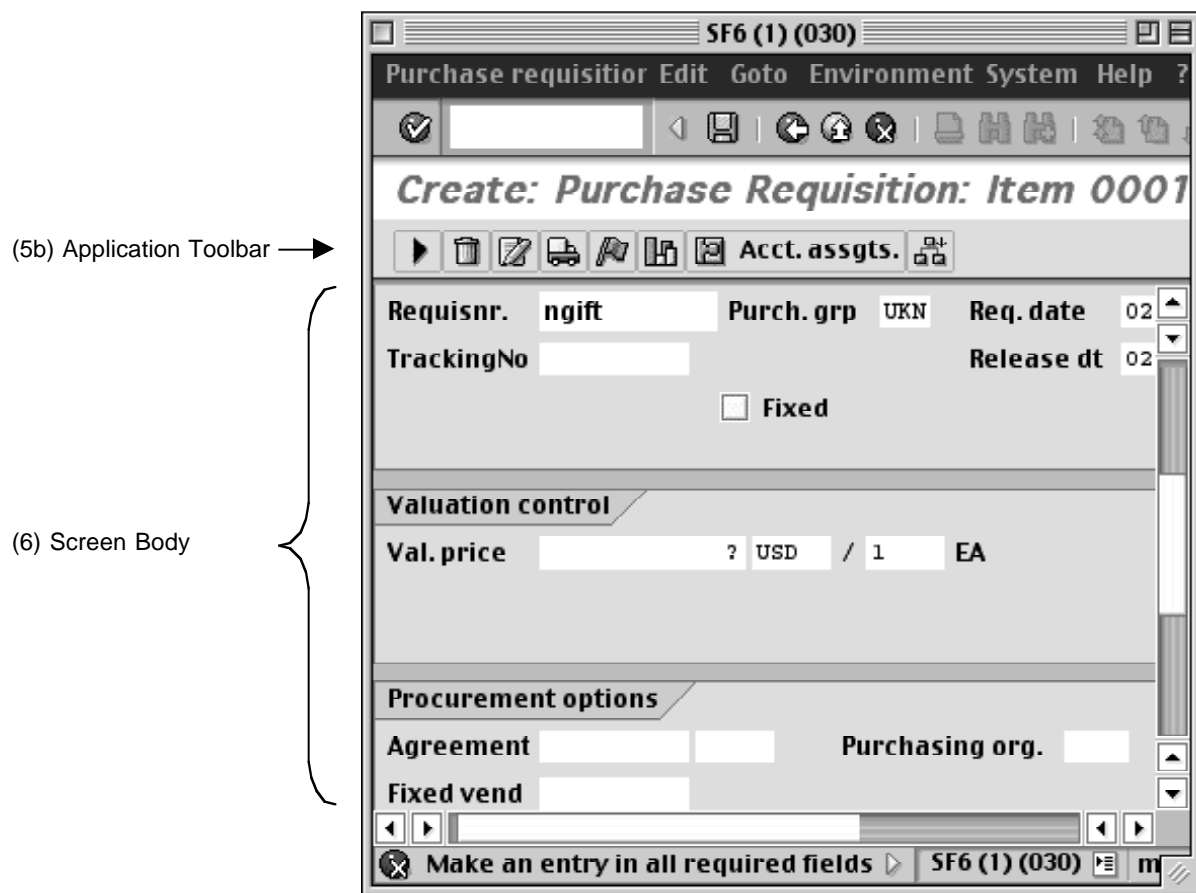 SF6 (1) (030)
Purchase requisitior Edit Goto Environment System Help ?
Create: Purchase Requisition: Item 0001
(5b) Application Toolbar
Acct. assgts.
Requisnr. ngift Purch. grp UKN Req. date 02
TrackingNo Release dt 02
Fixed
Valuation control
(6) Screen Body
Val. price ? USD / 1 EA
Procurement options
Agreement Purchasing org.
Fixed vend
Make an entry in all required fields SF6 (1) (030) m